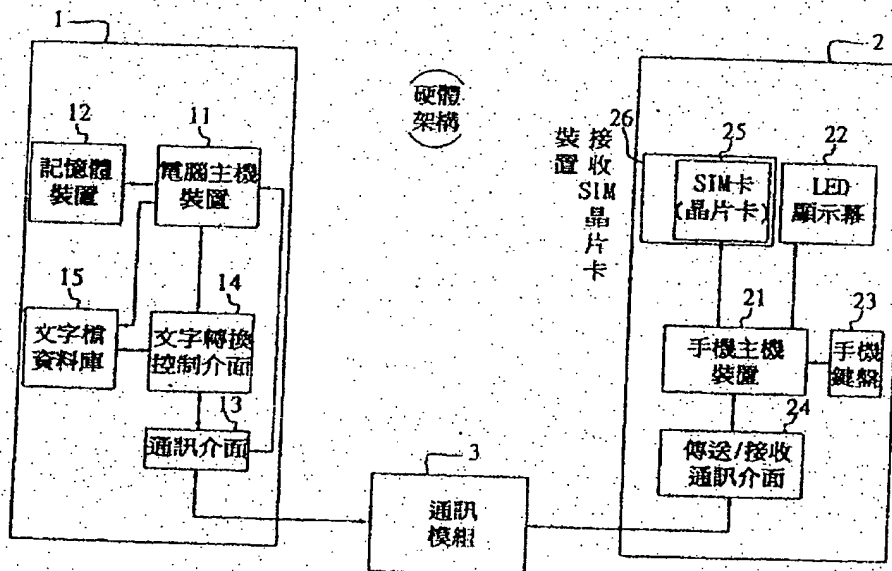 1
2
硬體
架構
12
記憶體
裝置
11
電腦主機
裝置
15
文字檔
資料庫
14
文字轉換
控制介面
13
通訊介面
3
通訊
模組
26
接收SIM晶片卡
裝置
25
SIM卡
(晶片卡)
22
LED
顯示幕
21
手機主機
裝置
23
手機
鍵盤
24
傳送/接收
通訊介面